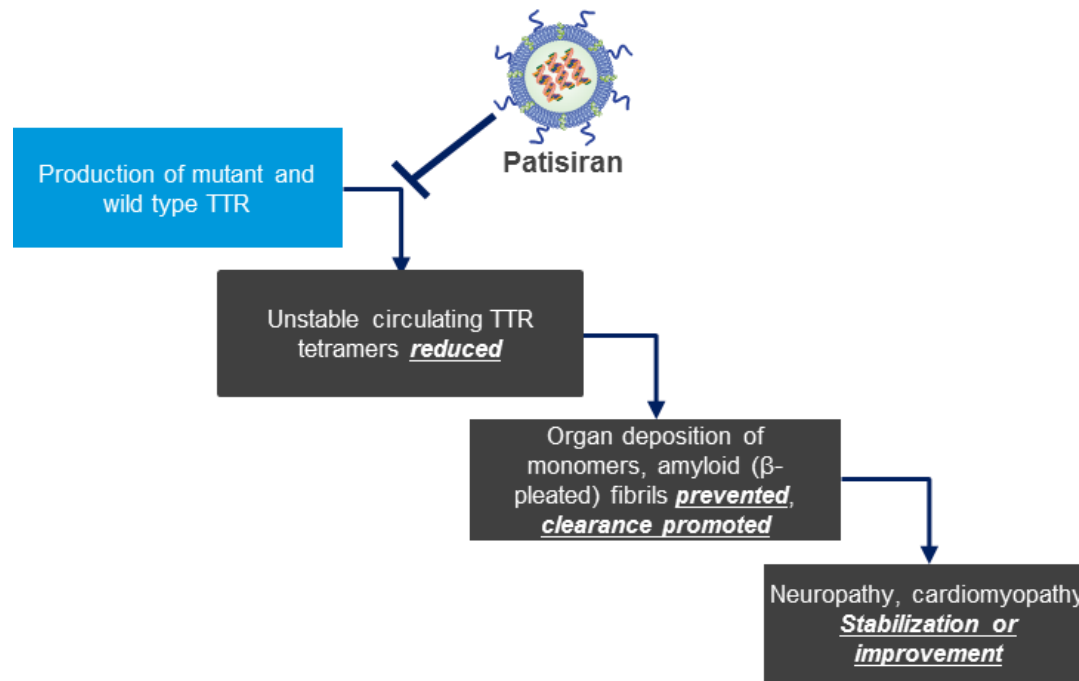 Patisiran
Production of mutant and
wild type TTR
Unstable circulating TTR
tetramers reduced
Organ deposition of
monomers, amyloid (β-
pleated) fibrils prevented,
clearance promoted
Neuropathy, cardiomyopathy
Stabilization or
improvement